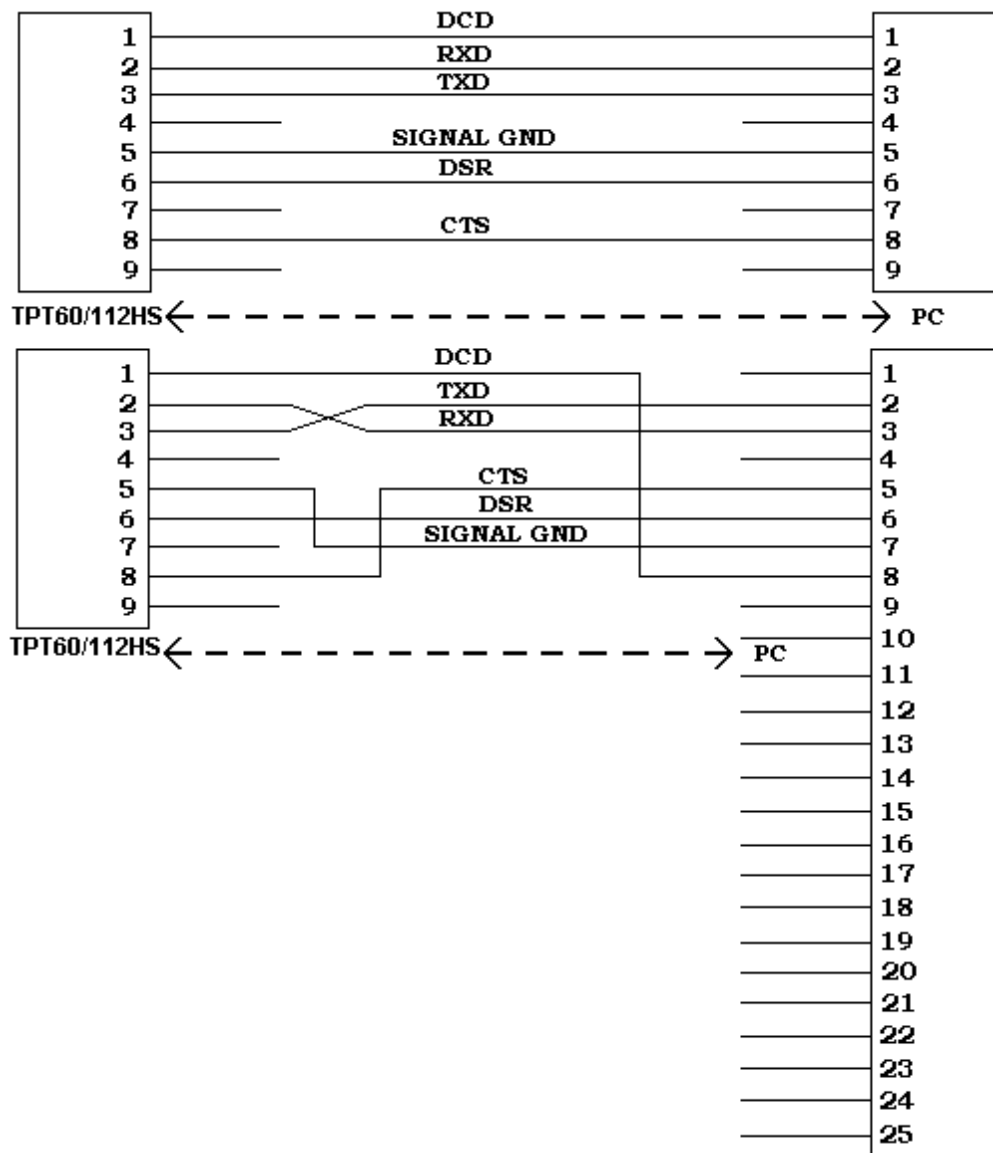 DCD
1 1
RXD
2 2
TXD
3 3
4 4
SIGNAL GND
5 5
DSR
6 6
7 7
CTS
8 8
9 9
TPT60/112HS PC
DCD
1 1
TXD
2 2
RXD
3 3
4 4
CTS
5 5
DSR
6 6
SIGNAL GND
7 7
8 8
9 9
10
TPT60/112HS PC
11
12
13
14
15
16
17
18
19
20
21
22
23
24
25